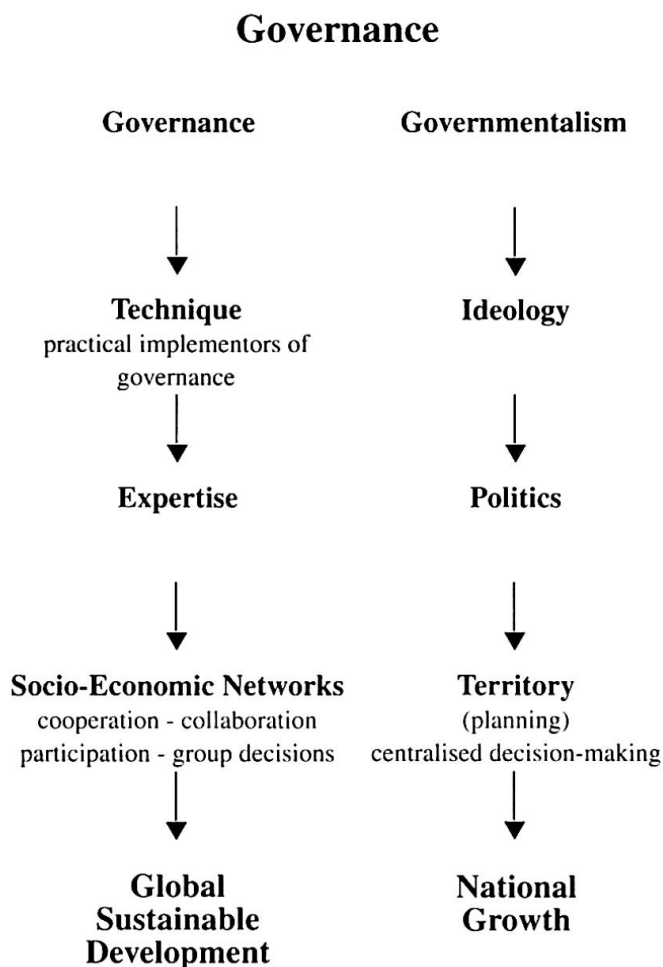 Governance
Governance
Governmentalism
Technique
practical implementors of
governance
Ideology
Expertise
Politics
Socio-Economic Networks
cooperation - collaboration
participation - group decisions
Territory
(planning)
centralised decision-making
Global
Sustainable
Development
National
Growth